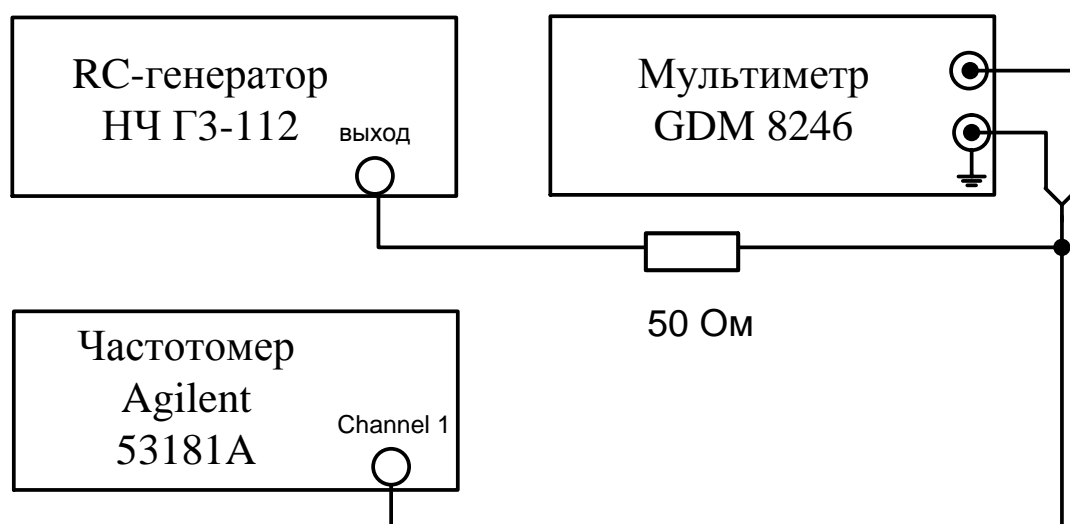 RC-генератор
НЧ Г3-112
выход
Мультиметр
GDM 8246
50 Ом
Частотомер
Agilent
53181A
Channel 1